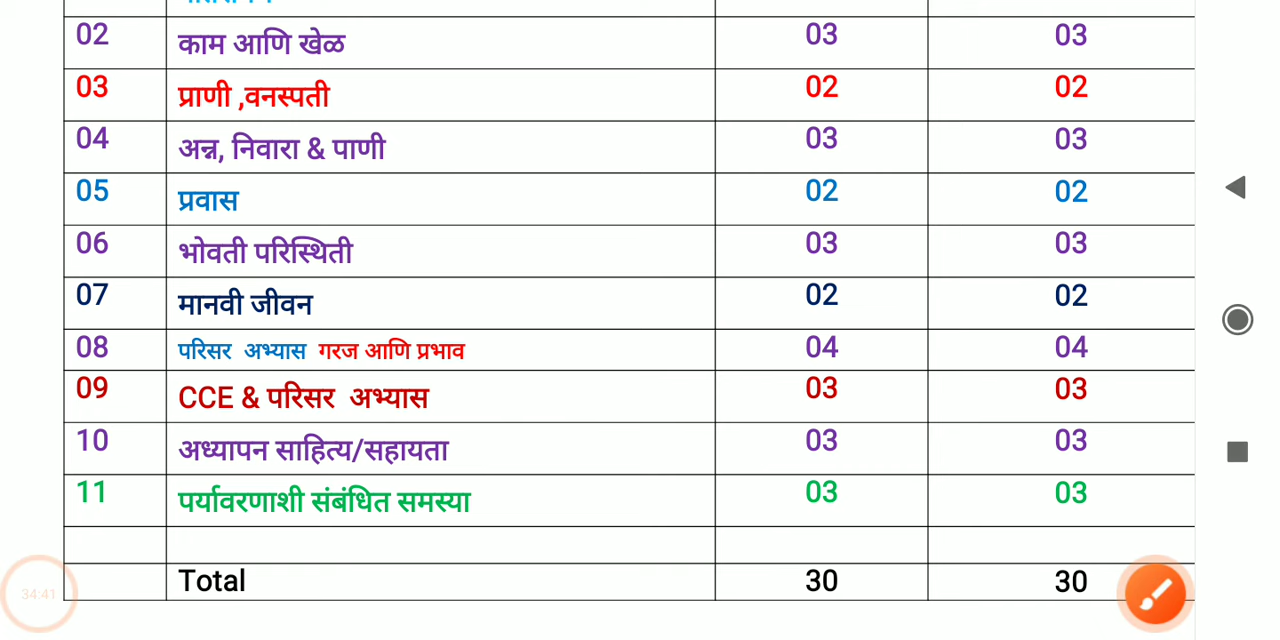 02 काम आणि खेळ 03 03
03 प्राणी ,वनस्पती 02 02
04 अन्न, निवारा & पाणी 03 03
05 प्रवास 02 02
06 भोवती परिस्थिती 03 03
07 मानवी जीवन 02 02
08 परिसर अभ्यास गरज आणि प्रभाव 04 04
09 CCE & परिसर अभ्यास 03 03
10 अध्यापन साहित्य/सहायता 03 03
11 पर्यावरणाशी संबंधित समस्या 03 03
Total 30 30
34:41